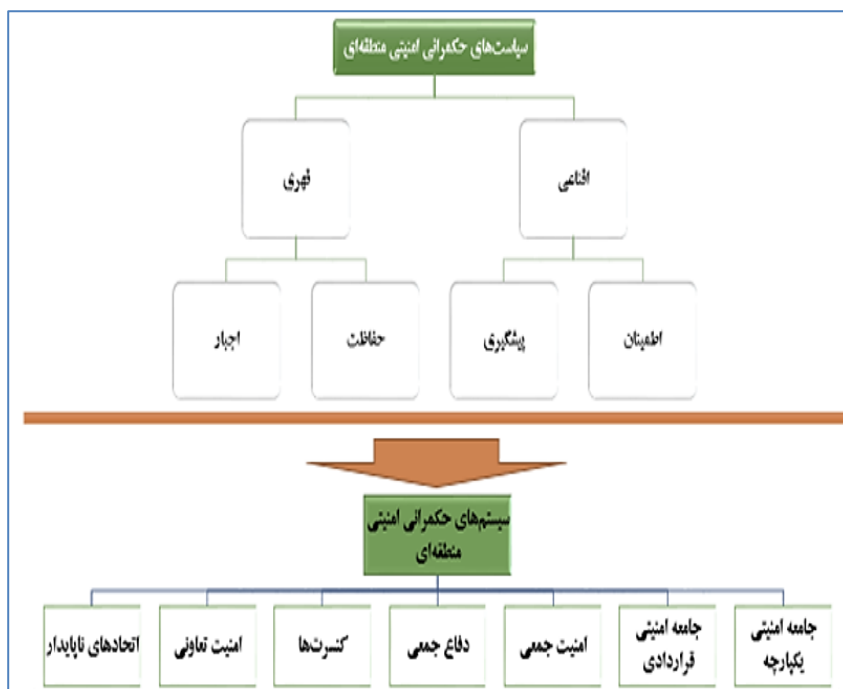 سیاست‌های حکمرانی امنیتی منطقه‌ای
اقناعی
قهری
اطمینان
پیشگیری
حفاظت
اجبار
سیستم‌های حکمرانی امنیتی
منطقه‌ای
جامعه امنیتی
یکپارچه
جامعه امنیتی
قراردادی
امنیت جمعی
دفاع جمعی
کنسرت‌ها
امنیت تعاونی
اتحادهای ناپایدار